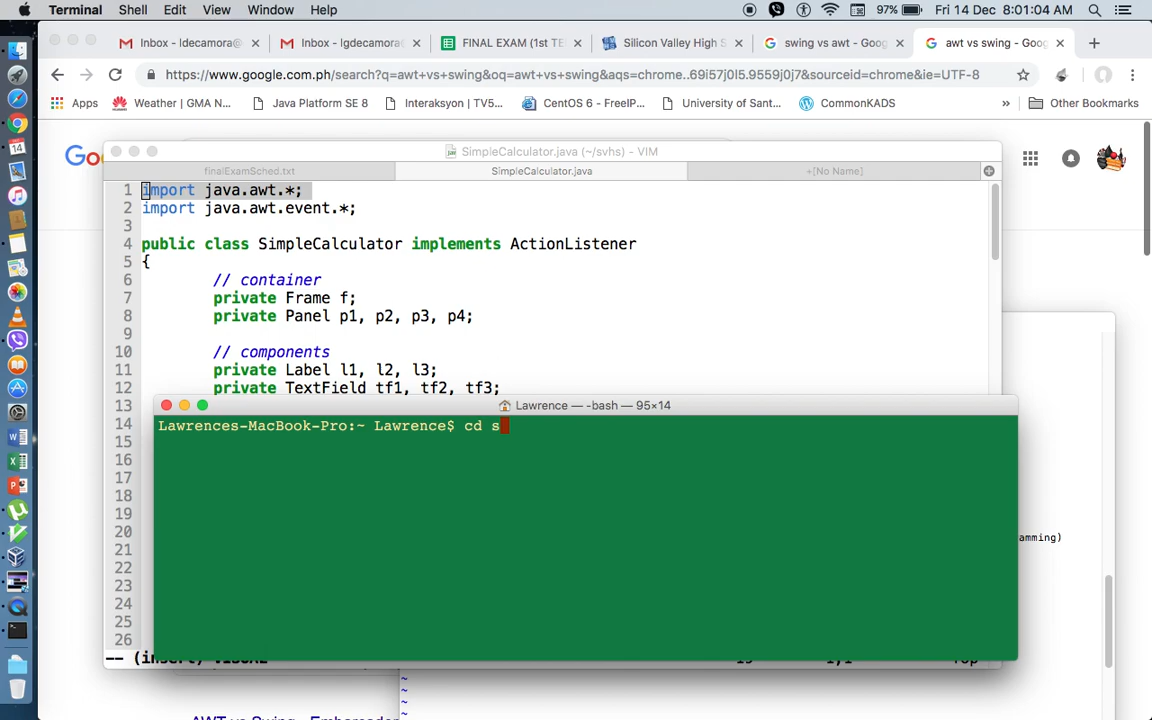 Terminal Shell Edit View Window Help 97% Fri 14 Dec 8:01:04 AM
Inbox - ldecamora@ Inbox - lgdecamora FINAL EXAM (1st TE Silicon Valley High S swing vs awt - Goog awt vs swing - Goog
https://www.google.com.ph/search?q=awt+vs+swing&oq=awt+vs+swing&aqs=chrome..69i57j0l5.9559j0j7&sourceid=chrome&ie=UTF-8
Apps Weather | GMA N... Java Platform SE 8 Interaksyon | TV5... CentOS 6 - FreeIP... University of Sant... CommonKADS » Other Bookmarks
Goo
SimpleCalculator.java (~/svhs) - VIM
finalExamSched.txt SimpleCalculator.java +[No Name]
1 import java.awt.*;
2 import java.awt.event.*;
3
4 public class SimpleCalculator implements ActionListener
5 {
6 // container
7 private Frame f;
8 private Panel p1, p2, p3, p4;
9
10 // components
11 private Label l1, l2, l3;
12 private TextField tf1, tf2, tf3;
13
Lawrence — -bash — 95×14
14
Lawrences-MacBook-Pro:~ Lawrence$ cd s
15
16
17
18
19
20
amming)
21
22
23
24
25
26
-- (insert) VISUAL
~
~
AWT vs Swing - Embarcader
~